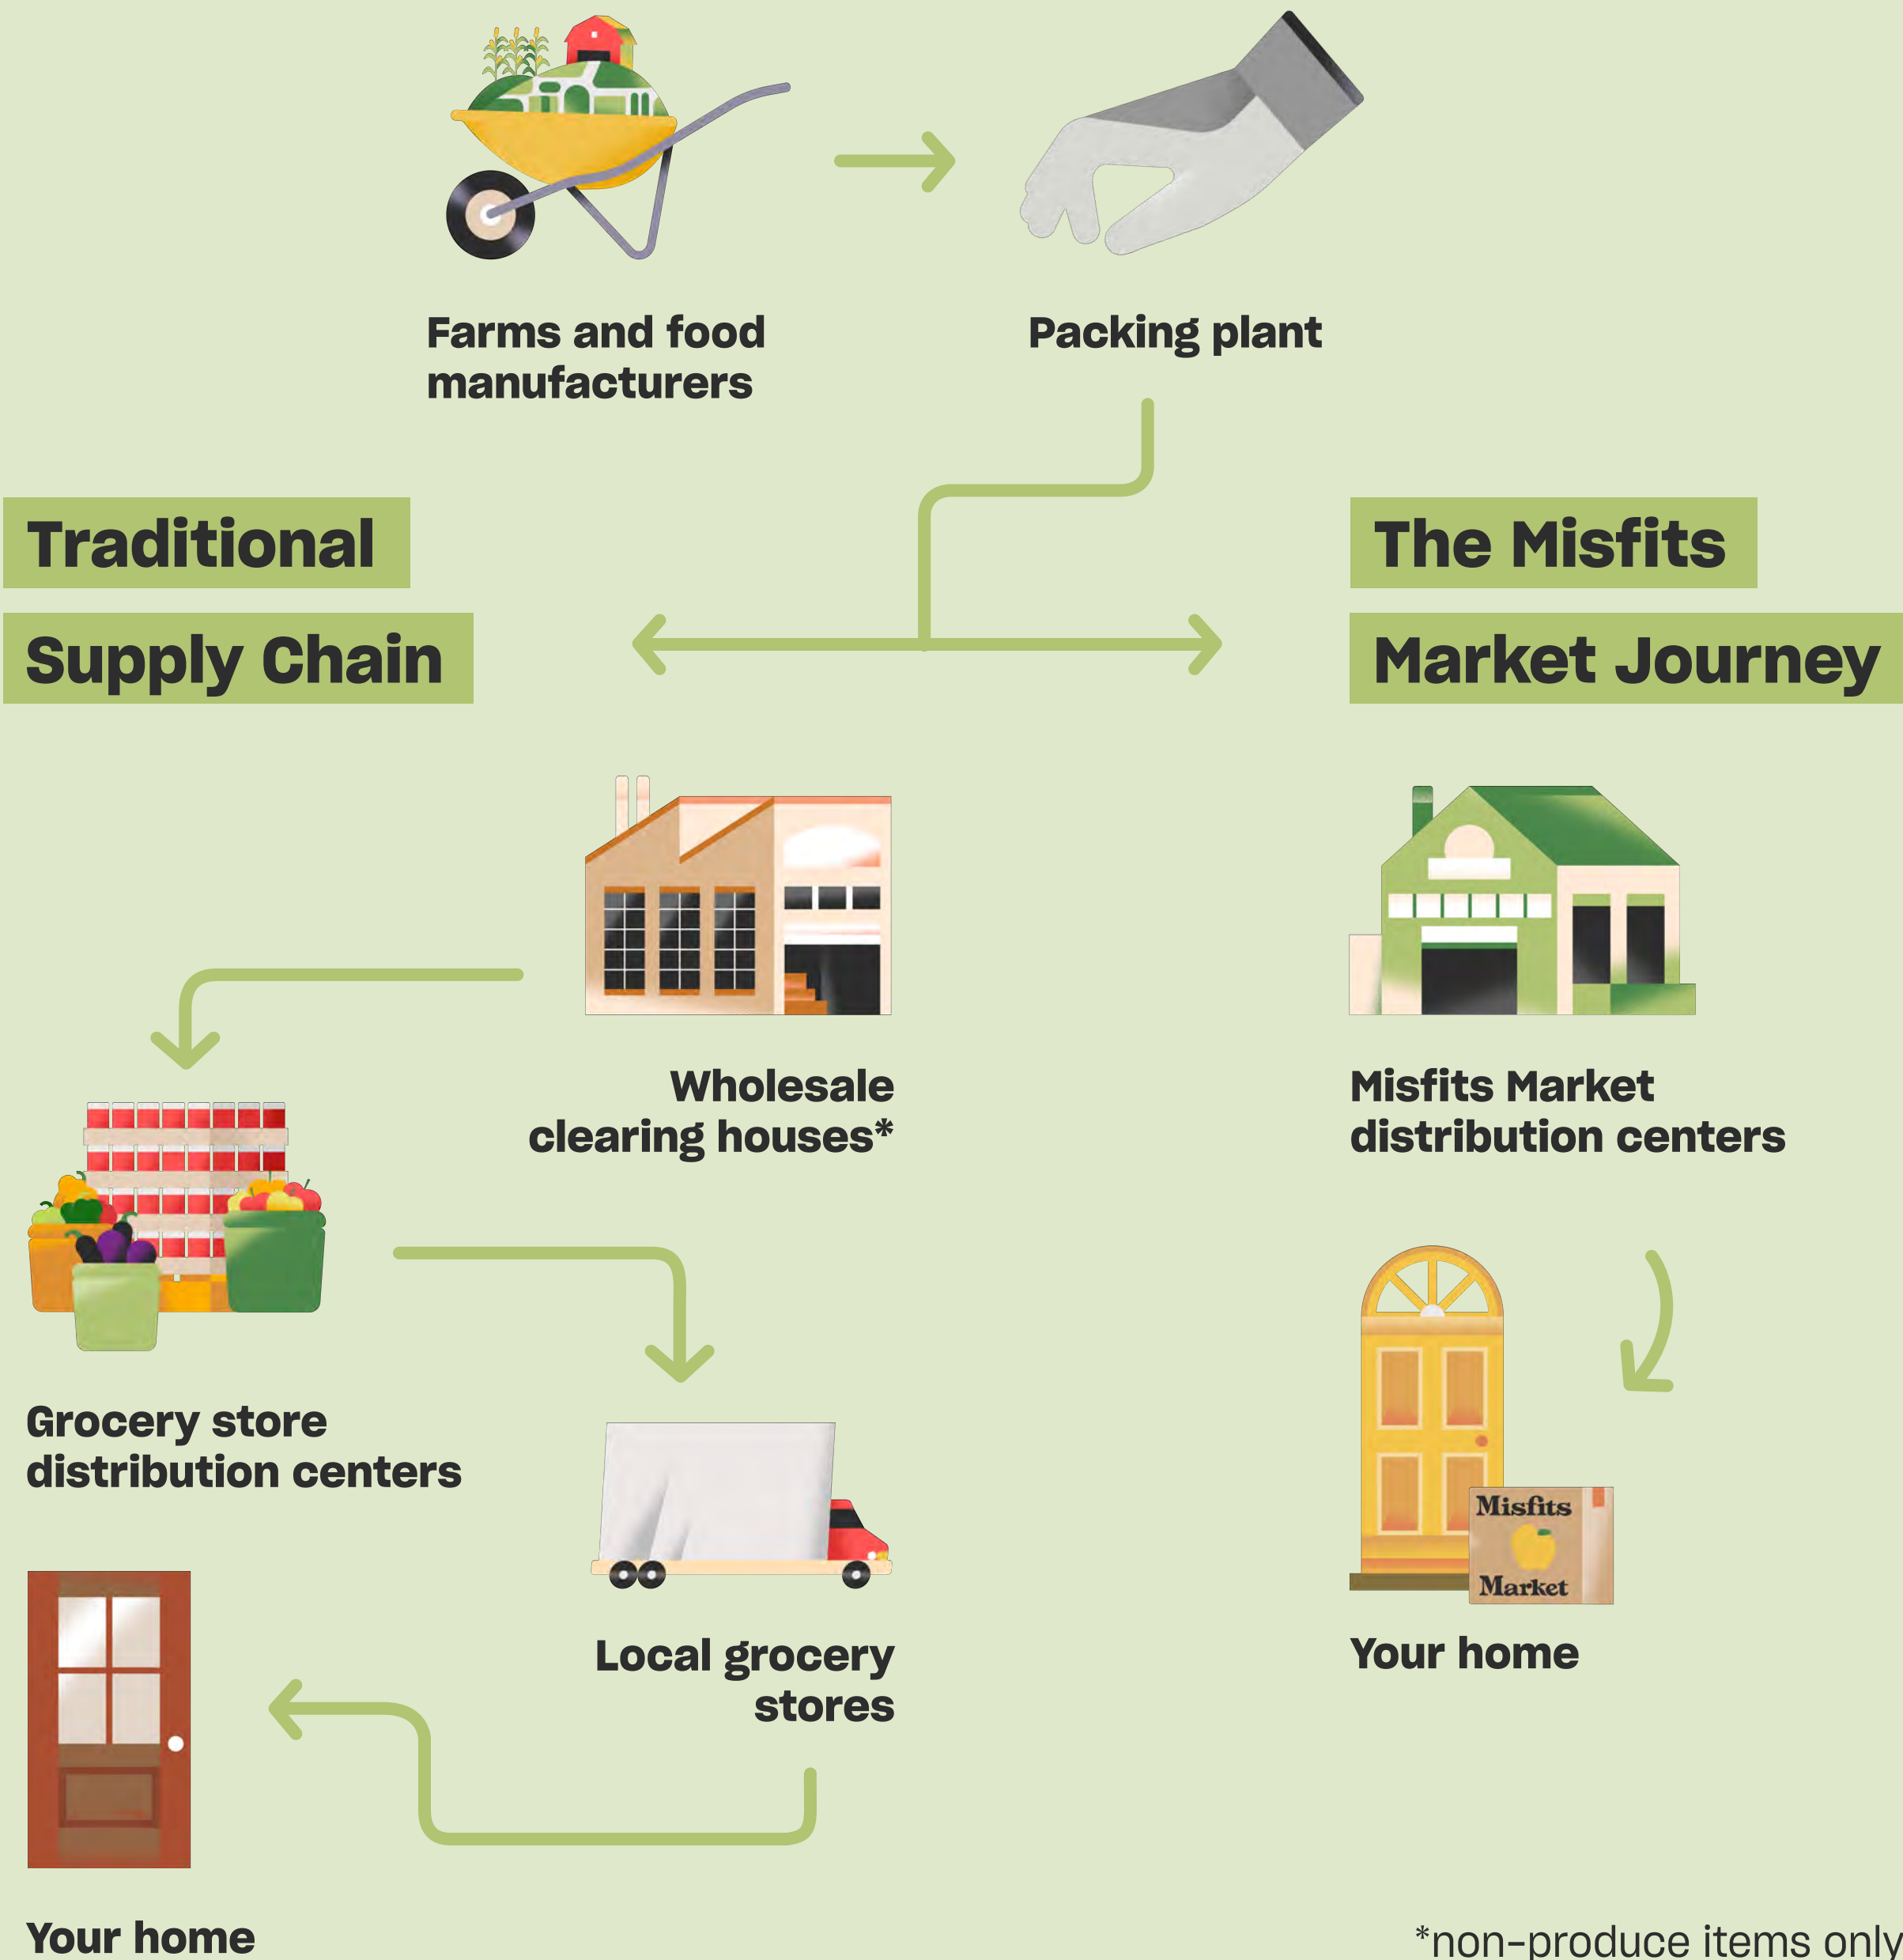 Farms and food
manufacturers
Packing plant
Traditional
Supply Chain
The Misfits
Market Journey
Wholesale
clearing houses*
Misfits Market
distribution centers
Grocery store
distribution centers
Misfits
Market
Local grocery
stores
Your home
Your home
*non-produce items only